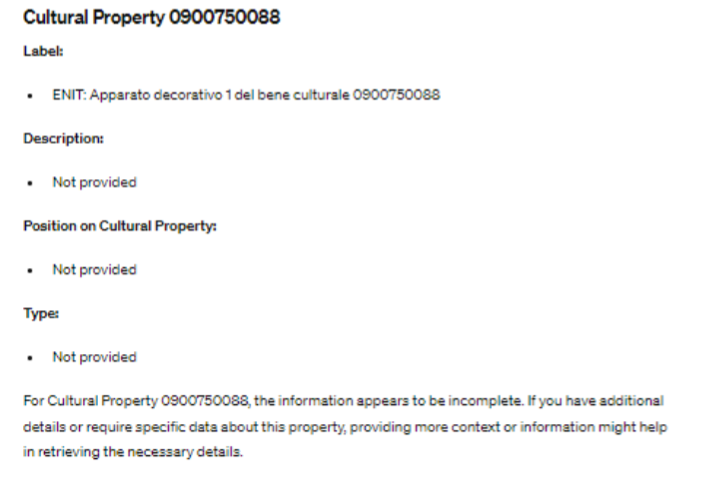 Cultural Property 0900750088
Label:
• ENIT: Apparato decorativo 1 del bene culturale 0900750088
Description:
• Not provided
Position on Cultural Property:
• Not provided
Type:
• Not provided
For Cultural Property 0900750088, the information appears to be incomplete. If you have additional
details or require specific data about this property, providing more context or information might help
in retrieving the necessary details.